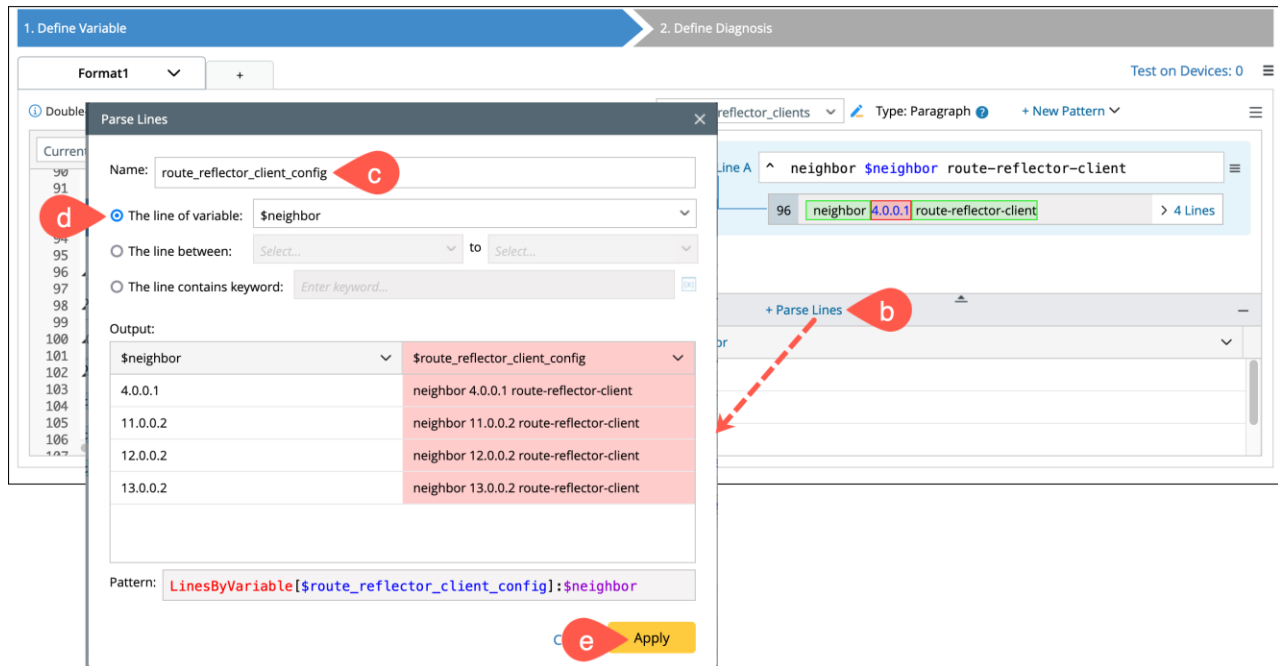 1. Define Variable
2. Define Diagnosis
Format1
+
Test on Devices: 0
Double
reflector_clients
Type: Paragraph ?
+ New Pattern
Parse Lines
Current
Name:
route_reflector_client_config
c
Line A
^ neighbor $neighbor route-reflector-client
96
neighbor 4.0.0.1 route-reflector-client
> 4 Lines
d
The line of variable:
$neighbor
The line between:
Select...
to
Select...
The line contains keyword:
Enter keyword...
90
91
94
95
96
97
98
99
100
101
102
103
104
105
106
107
+ Parse Lines
b
Output:
$neighbor
$route_reflector_client_config
4.0.0.1
neighbor 4.0.0.1 route-reflector-client
11.0.0.2
neighbor 11.0.0.2 route-reflector-client
12.0.0.2
neighbor 12.0.0.2 route-reflector-client
13.0.0.2
neighbor 13.0.0.2 route-reflector-client
Pattern:
LinesByVariable[$route_reflector_client_config]:$neighbor
e
Apply